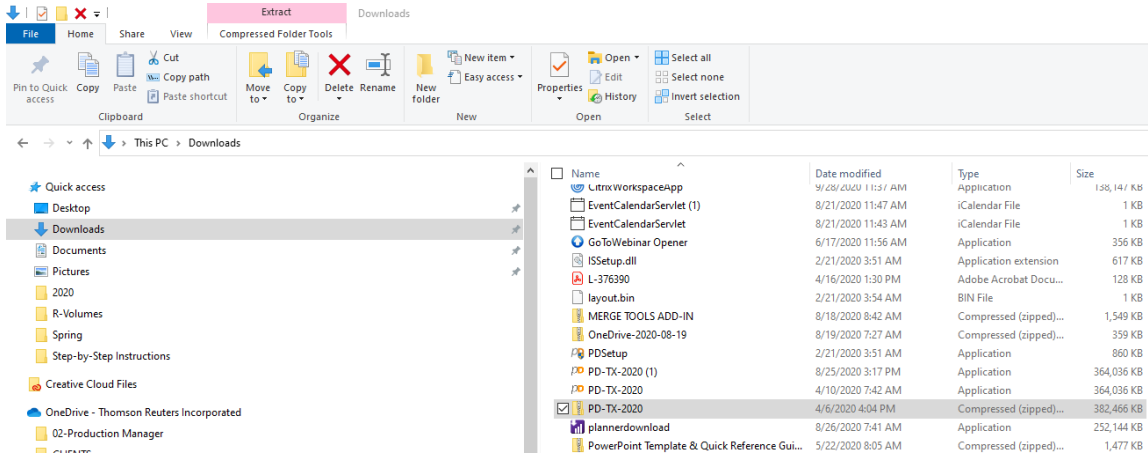 Extract Downloads
File Home Share View Compressed Folder Tools
Pin to Quick access
Copy
Paste
Cut
W... Copy path
Paste shortcut
Clipboard
Move to
Copy to
Delete
Rename
Organize
New folder
New item
Easy access
New
Properties
Open
Edit
History
Open
Select all
Select none
Invert selection
Select
This PC > Downloads
Quick access
Desktop
Downloads
Documents
Pictures
2020
R-Volumes
Spring
Step-by-Step Instructions
Creative Cloud Files
OneDrive - Thomson Reuters Incorporated
02-Production Manager
CLIENTS
Name Date modified Type Size
CitrixWorkspaceApp 9/28/2020 11:37 AM Application 138,147 KB
EventCalendarServlet (1) 8/21/2020 11:47 AM iCalendar File 1 KB
EventCalendarServlet 8/21/2020 11:43 AM iCalendar File 1 KB
GoToWebinar Opener 6/17/2020 11:56 AM Application 356 KB
ISSetup.dll 2/21/2020 3:51 AM Application extension 617 KB
L-376390 4/16/2020 1:30 PM Adobe Acrobat Docu... 128 KB
layout.bin 2/21/2020 3:54 AM BIN File 1 KB
MERGE TOOLS ADD-IN 8/18/2020 8:42 AM Compressed (zipped)... 1,549 KB
OneDrive-2020-08-19 8/19/2020 7:27 AM Compressed (zipped)... 359 KB
PDSetup 2/21/2020 3:51 AM Application 860 KB
PD-TX-2020 (1) 8/25/2020 3:17 PM Application 364,036 KB
PD-TX-2020 4/10/2020 7:42 AM Application 364,036 KB
PD-TX-2020 4/6/2020 4:04 PM Compressed (zipped)... 382,466 KB
plannerdownload 8/26/2020 7:41 AM Application 252,144 KB
PowerPoint Template & Quick Reference Gui... 5/22/2020 8:05 AM Compressed (zipped)... 1,477 KB